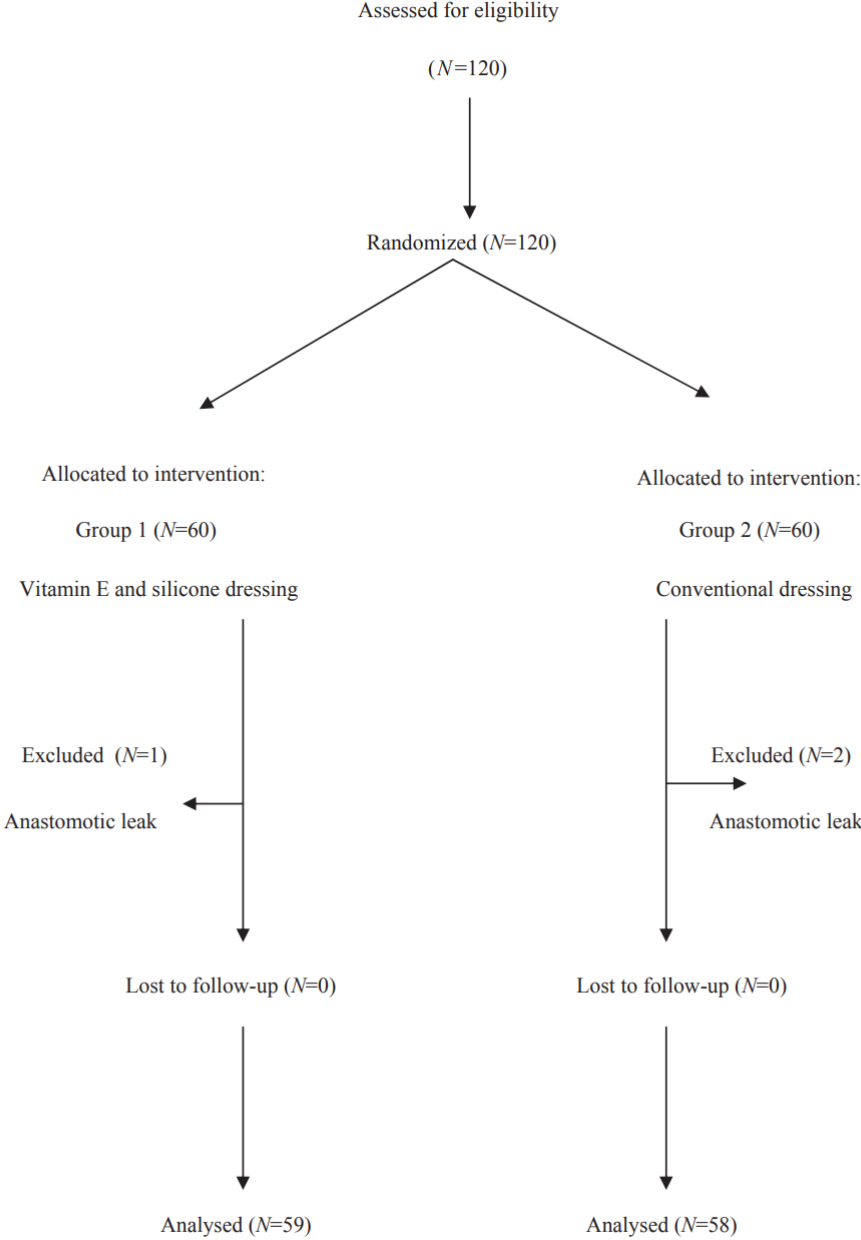 Assessed for eligibility
(N=120)
Randomized (N=120)
Allocated to intervention:
Group 1 (N=60)
Vitamin E and silicone dressing
Excluded (N=1)
Anastomotic leak
Lost to follow-up (N=0)
Analysed (N=59)
Allocated to intervention:
Group 2 (N=60)
Conventional dressing
Excluded (N=2)
Anastomotic leak
Lost to follow-up (N=0)
Analysed (N=58)